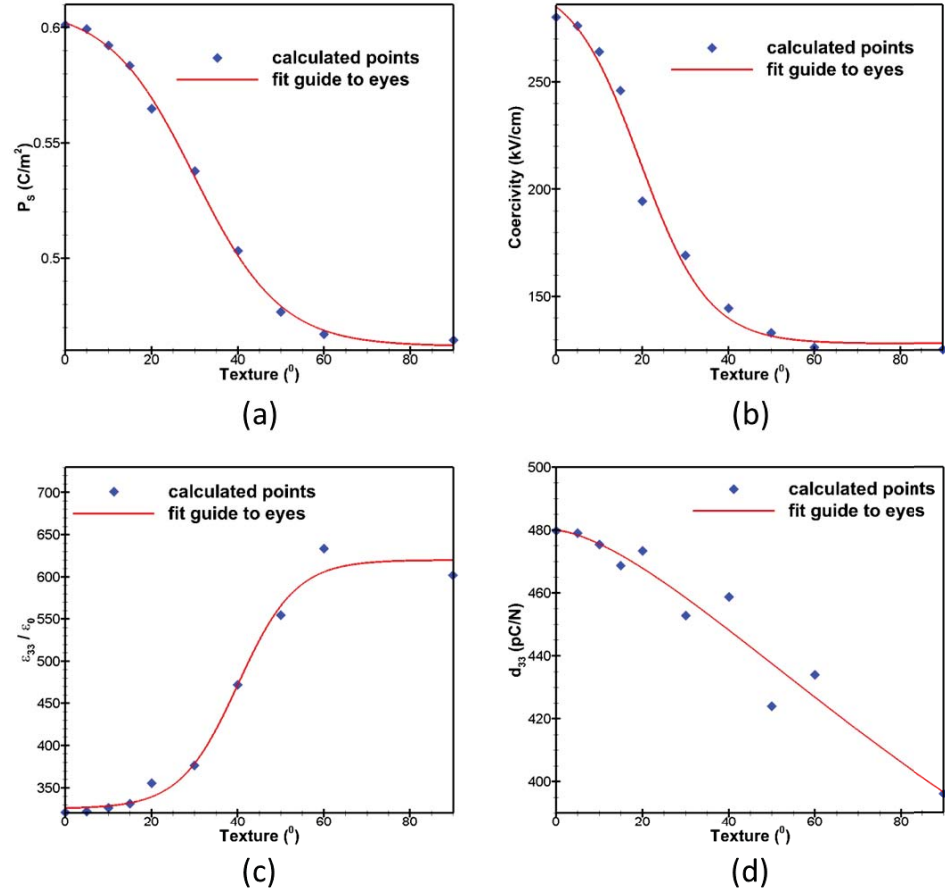 0.6
0.55
0.5
P_S (C/m²)
calculated points
fit guide to eyes
0 20 40 60 80
Texture (⁰)
(a)
250
200
150
Coercivity (kV/cm)
calculated points
fit guide to eyes
0 20 40 60 80
Texture (⁰)
(b)
700
650
600
550
500
450
400
350
ε₃₃ / ε₀
calculated points
fit guide to eyes
0 20 40 60 80
Texture (⁰)
(c)
500
480
460
440
420
400
d₃₃ (pC/N)
calculated points
fit guide to eyes
0 20 40 60 80
Texture (⁰)
(d)